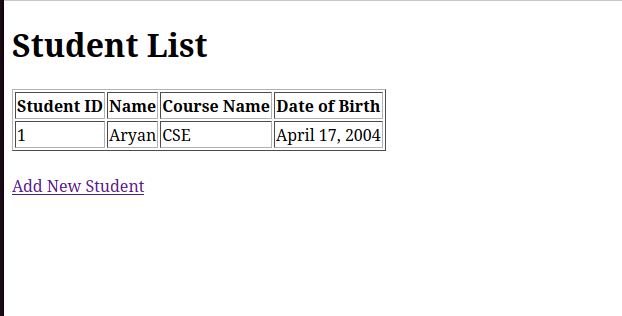 Student List
Student ID Name Course Name Date of Birth
1 Aryan CSE April 17, 2004
Add New Student